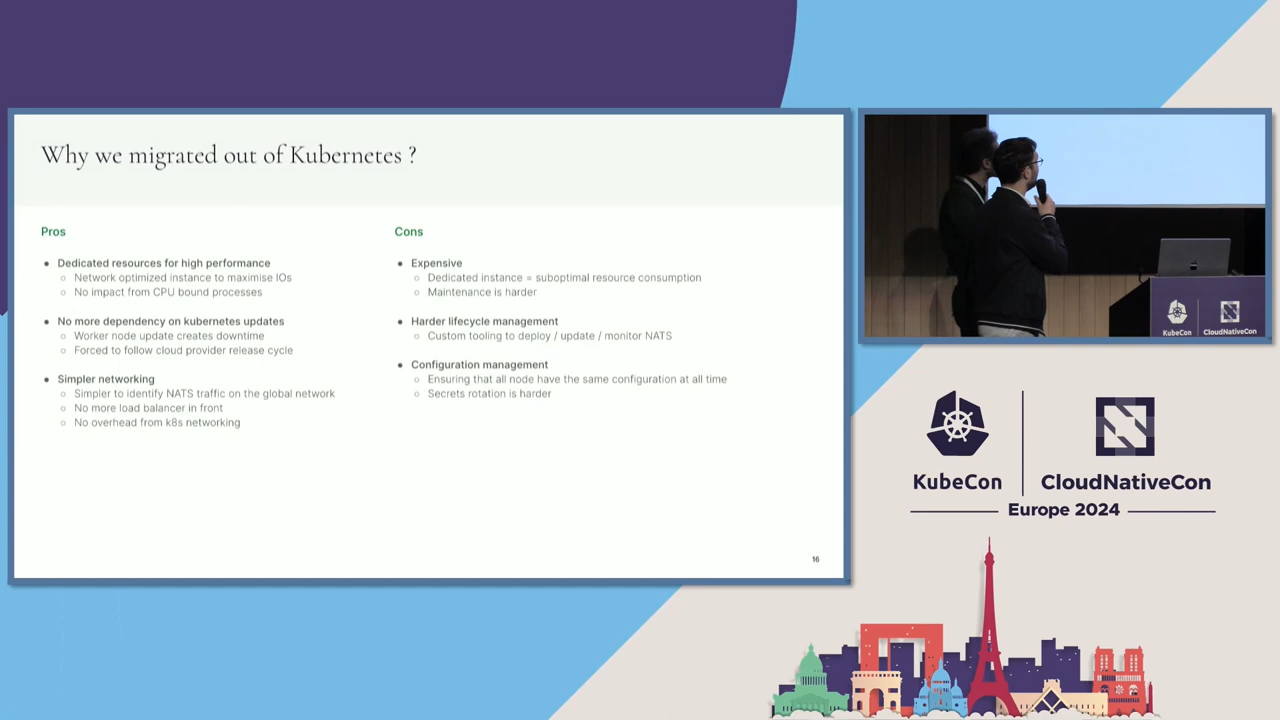 Why we migrated out of Kubernetes ?
Pros
Dedicated resources for high performance
Network optimized instance to maximise IOs
No impact from CPU bound processes
No more dependency on kubernetes updates
Worker node update creates downtime
Forced to follow cloud provider release cycle
Simpler networking
Simpler to identify NATS traffic on the global network
No more load balancer in front
No overhead from k8s networking
Cons
Expensive
Dedicated instance = suboptimal resource consumption
Maintenance is harder
Harder lifecycle management
Custom tooling to deploy / update / monitor NATS
Configuration management
Ensuring that all node have the same configuration at all time
Secrets rotation is harder
16
KubeCon
CloudNativeCon
KubeCon
CloudNativeCon
Europe 2024